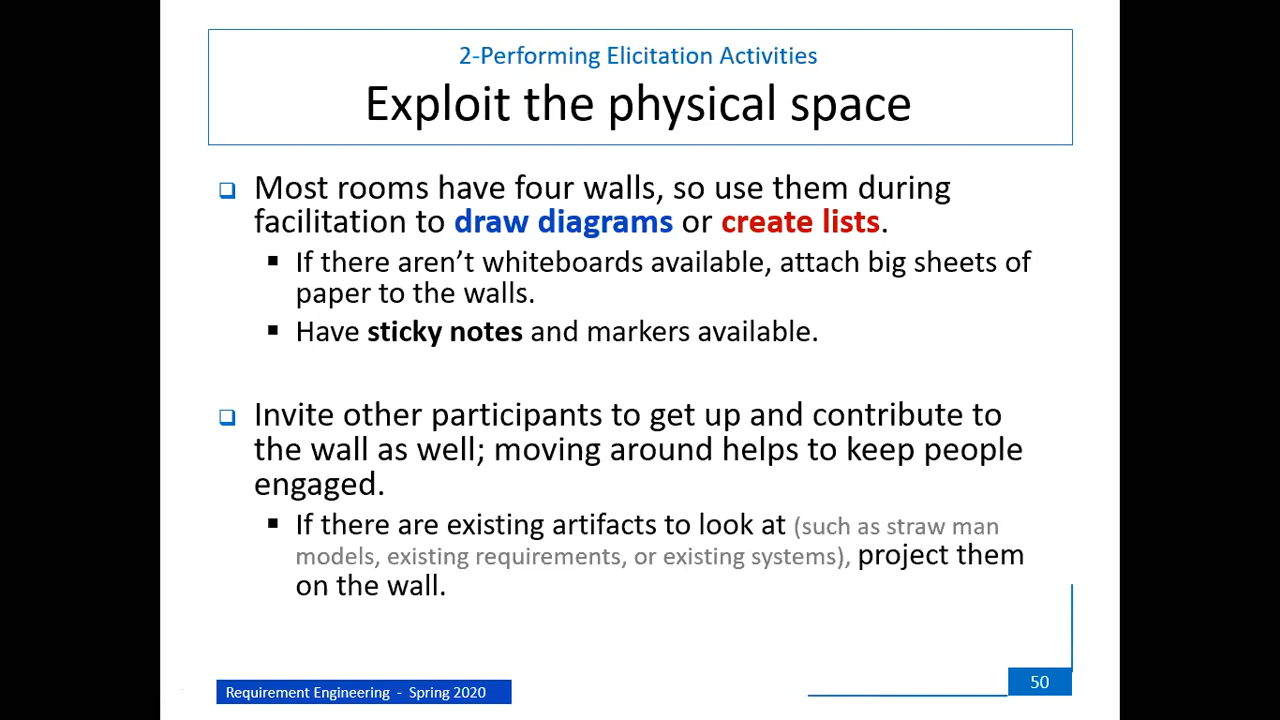 2-Performing Elicitation Activities
Exploit the physical space
❑ Most rooms have four walls, so use them during
facilitation to draw diagrams or create lists.
▪ If there aren’t whiteboards available, attach big sheets of
paper to the walls.
▪ Have sticky notes and markers available.
❑ Invite other participants to get up and contribute to
the wall as well; moving around helps to keep people
engaged.
▪ If there are existing artifacts to look at (such as straw man
models, existing requirements, or existing systems), project them
on the wall.
Requirement Engineering - Spring 2020
50